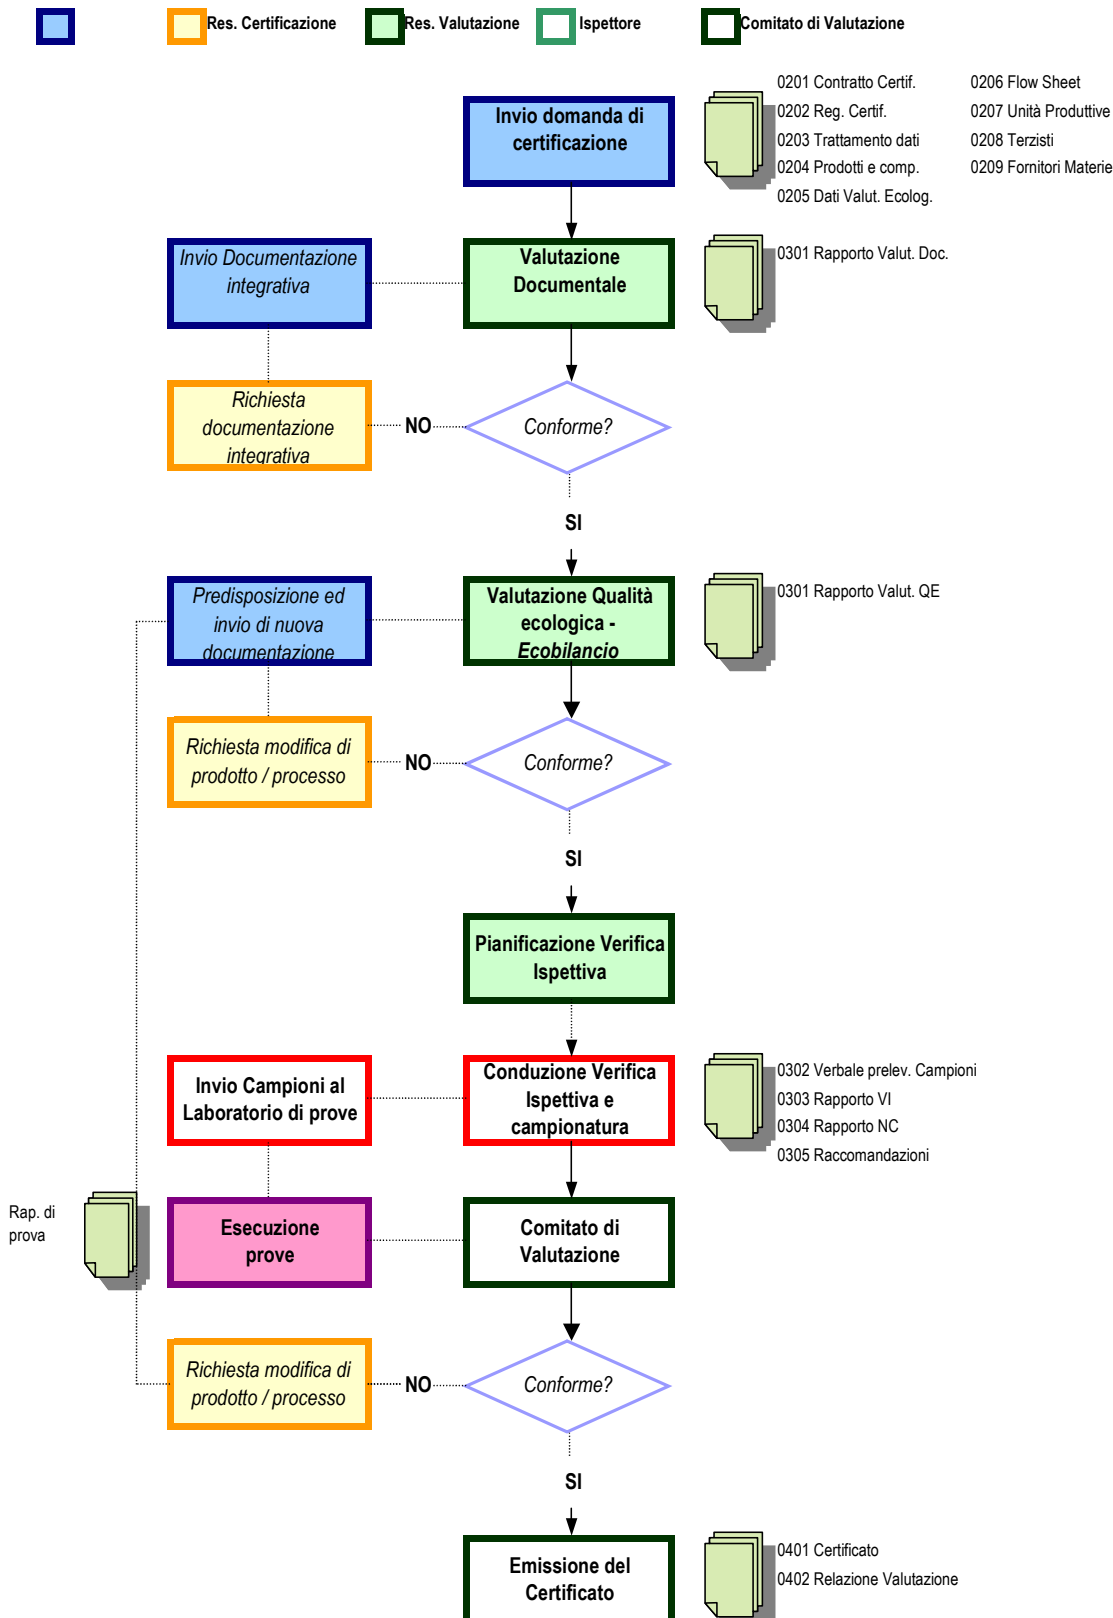 Res. Certificazione
Res. Valutazione
Ispettore
Comitato di Valutazione
Invio domanda di
certificazione
0201 Contratto Certif.
0202 Reg. Certif.
0203 Trattamento dati
0204 Prodotti e comp.
0205 Dati Valut. Ecolog.
0206 Flow Sheet
0207 Unità Produttive
0208 Terzisti
0209 Fornitori Materie
Invio Documentazione
integrativa
Valutazione
Documentale
0301 Rapporto Valut. Doc.
Richiesta
documentazione
integrativa
NO
Conforme?
SI
Predisposizione ed
invio di nuova
documentazione
Valutazione Qualità
ecologica -
Ecobilancio
0301 Rapporto Valut. QE
Richiesta modifica di
prodotto / processo
NO
Conforme?
SI
Pianificazione Verifica
Ispettiva
Invio Campioni al
Laboratorio di prove
Conduzione Verifica
Ispettiva e
campionatura
0302 Verbale prelev. Campioni
0303 Rapporto VI
0304 Rapporto NC
0305 Raccomandazioni
Rap. di
prova
Esecuzione
prove
Comitato di
Valutazione
Richiesta modifica di
prodotto / processo
NO
Conforme?
SI
Emissione del
Certificato
0401 Certificato
0402 Relazione Valutazione